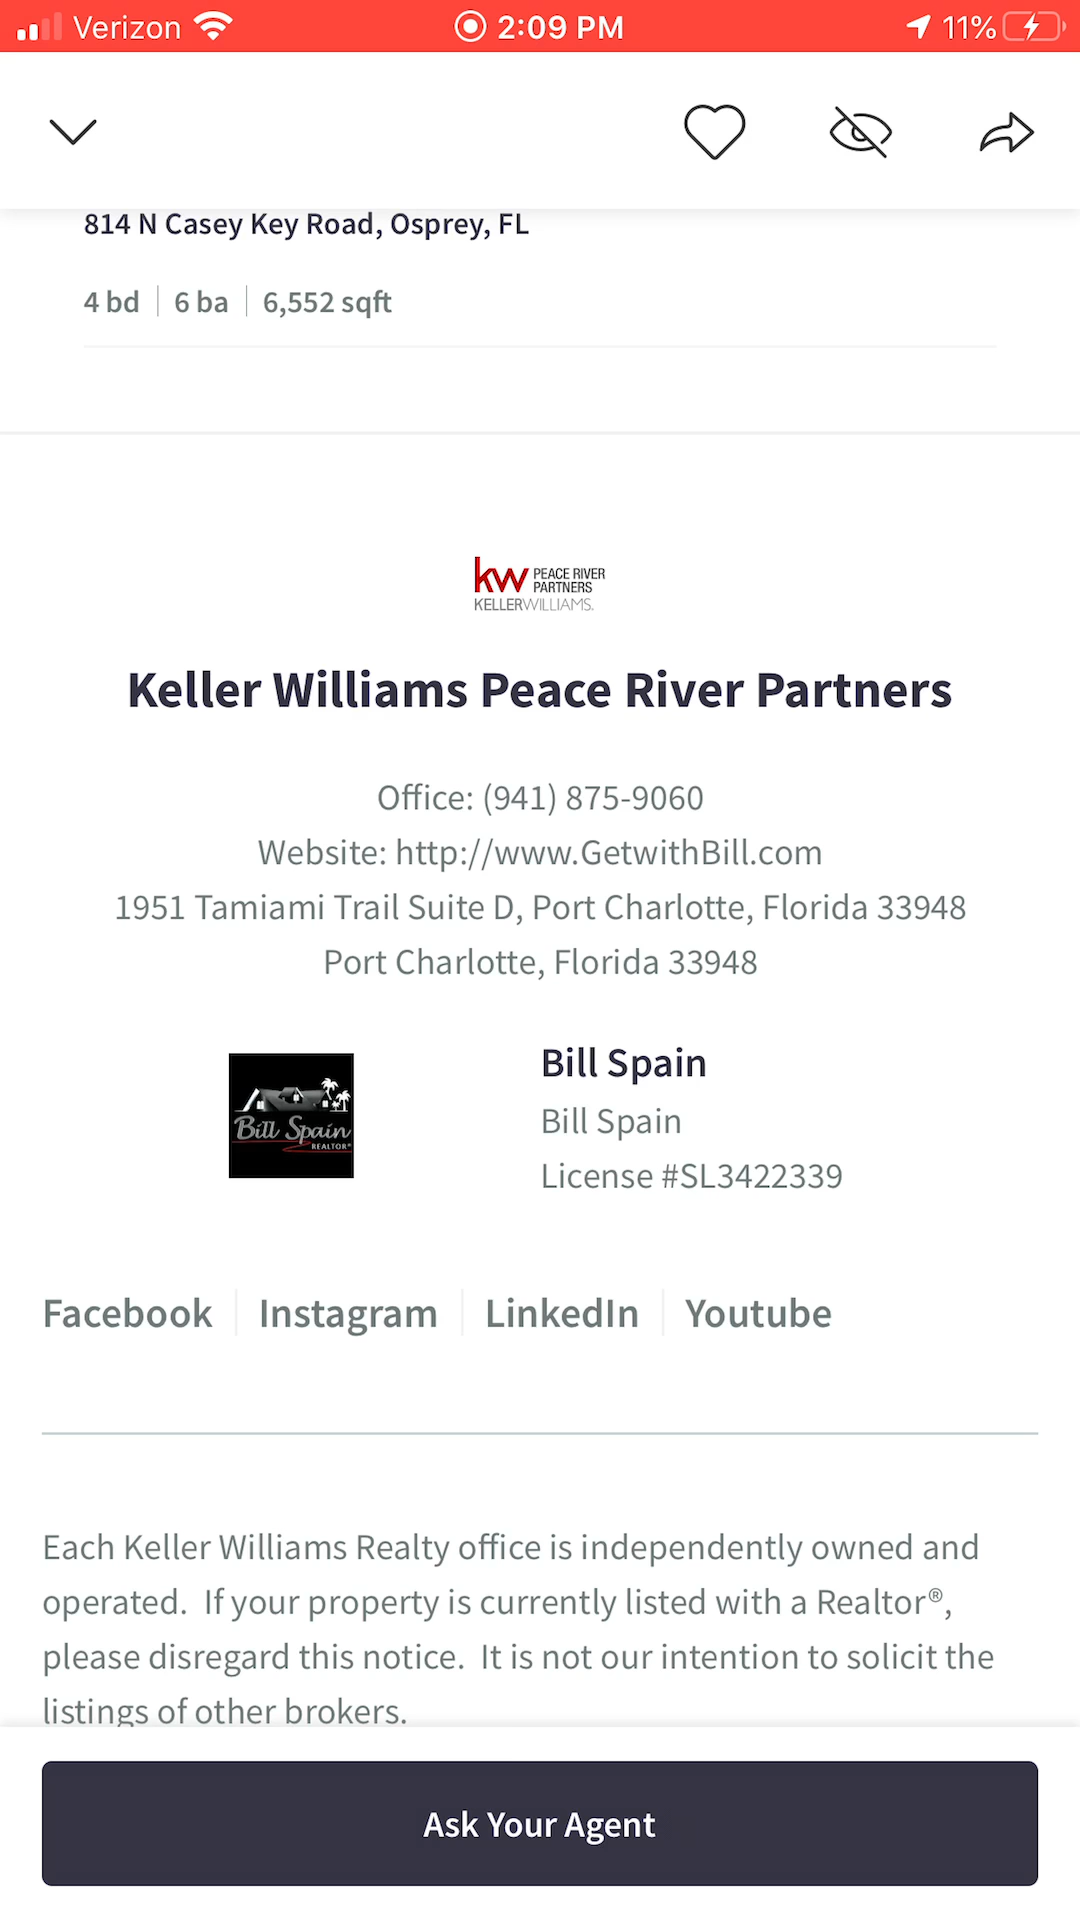 Verizon 2:09 PM 11%
814 N Casey Key Road, Osprey, FL
4 bd 6 ba 6,552 sqft
kw PEACE RIVER
PARTNERS
KELLERWILLIAMS.
Keller Williams Peace River Partners
Office: (941) 875-9060
Website: http://www.GetwithBill.com
1951 Tamiami Trail Suite D, Port Charlotte, Florida 33948
Port Charlotte, Florida 33948
Bill Spain
REALTOR®
Bill Spain
Bill Spain
License #SL3422339
Facebook Instagram LinkedIn Youtube
Each Keller Williams Realty office is independently owned and
operated.  If your property is currently listed with a Realtor®,
please disregard this notice.  It is not our intention to solicit the
listings of other brokers.
Ask Your Agent